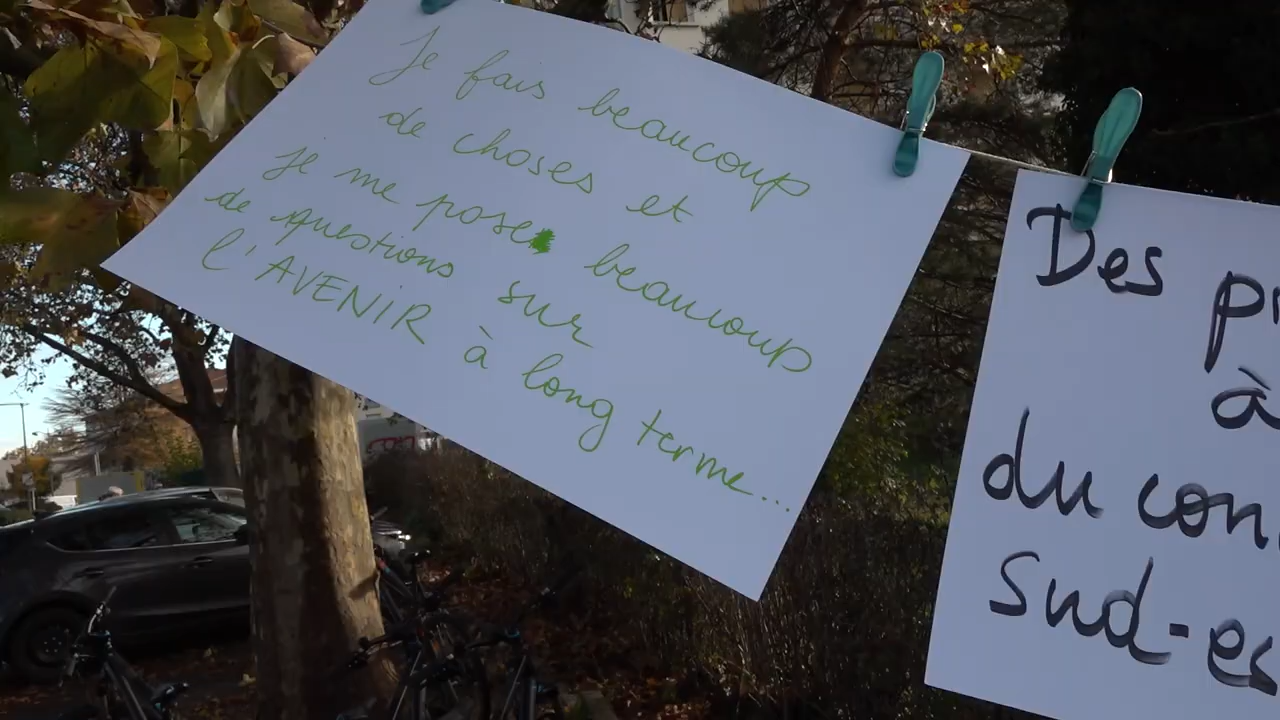 Je fais beaucoup
de choses et
je me pose beaucoup
de questions sur
l'AVENIR à long terme...
Des
à
du
Sud-es